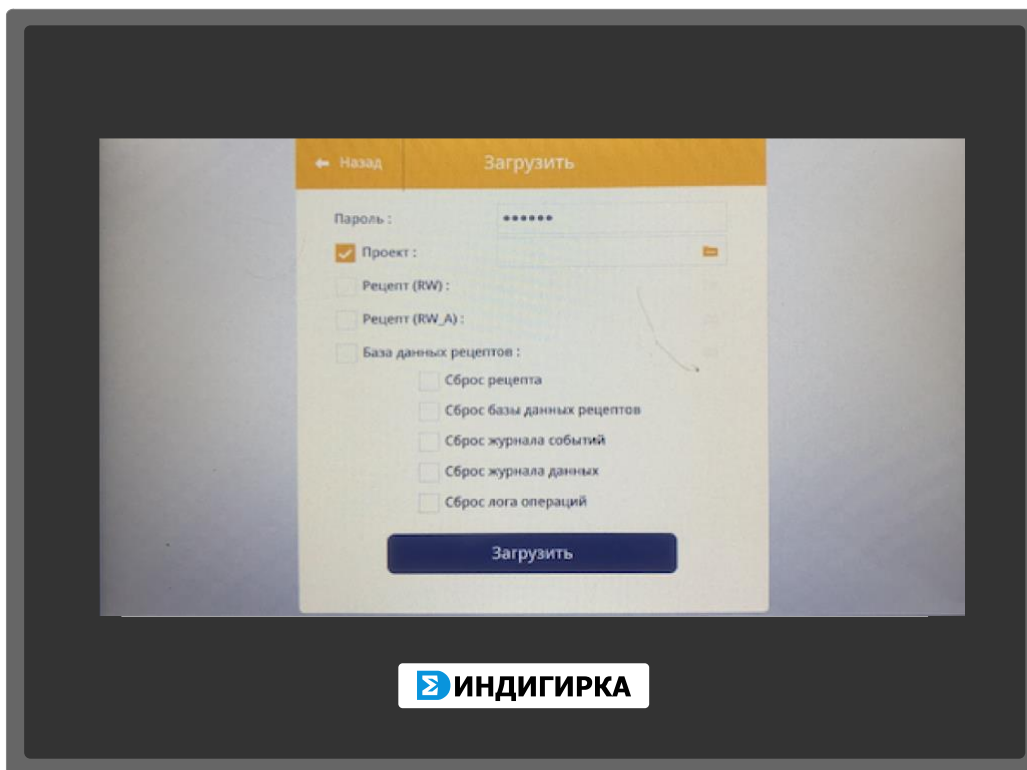 Назад
Загрузить
Пароль :
••••••
Проект :
Рецепт (RW) :
Рецепт (RW_A) :
База данных рецептов :
Сброс рецепта
Сброс базы данных рецептов
Сброс журнала событий
Сброс журнала данных
Сброс лога операций
Загрузить
ИНДИГИРКА